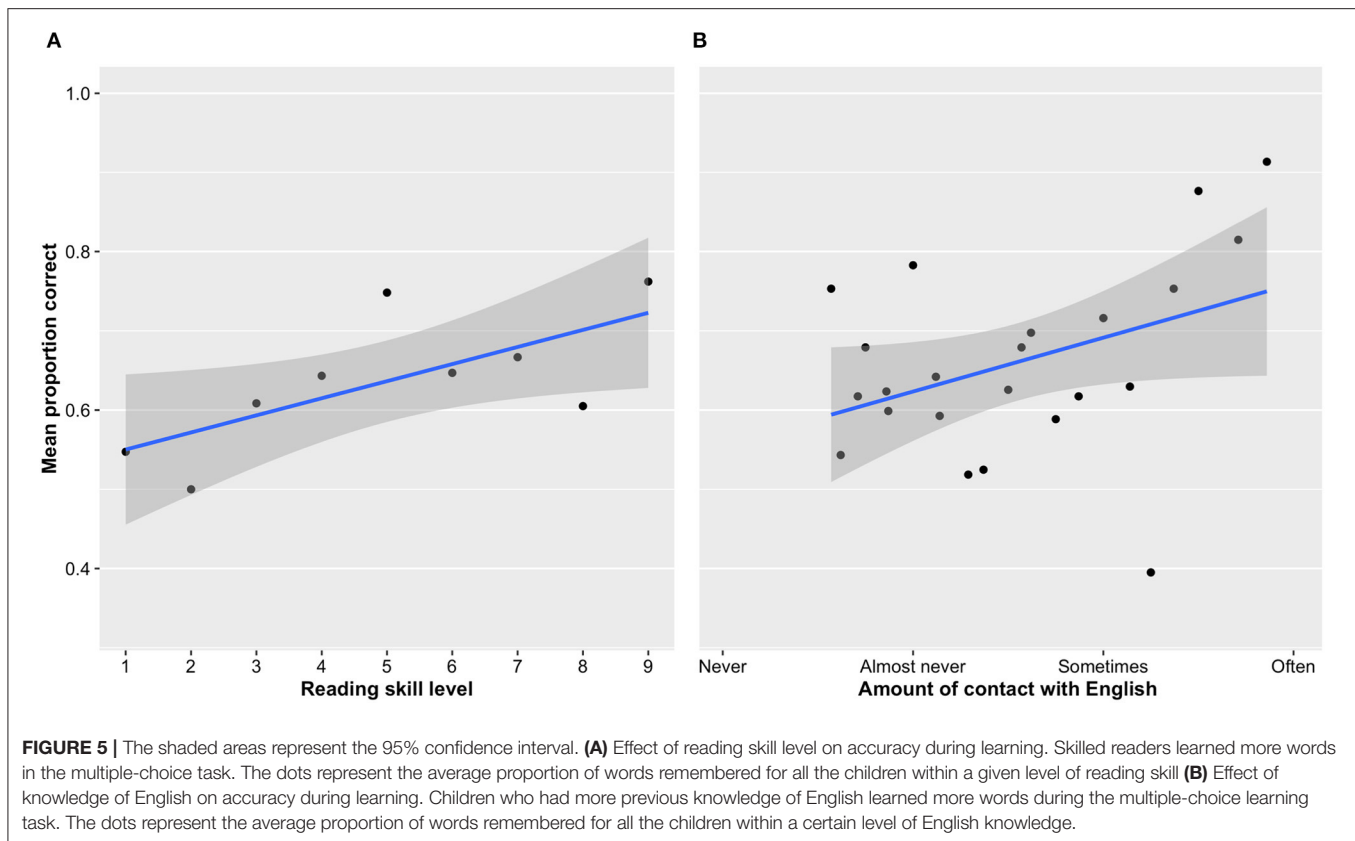 A
B
Mean proportion correct
1.0
0.8
0.6
0.4
1 2 3 4 5 6 7 8 9
Reading skill level
Never Almost never Sometimes Often
Amount of contact with English
FIGURE 5 | The shaded areas represent the 95% confidence interval. (A) Effect of reading skill level on accuracy during learning. Skilled readers learned more words
in the multiple-choice task. The dots represent the average proportion of words remembered for all the children within a given level of reading skill (B) Effect of
knowledge of English on accuracy during learning. Children who had more previous knowledge of English learned more words during the multiple-choice learning
task. The dots represent the average proportion of words remembered for all the children within a certain level of English knowledge.